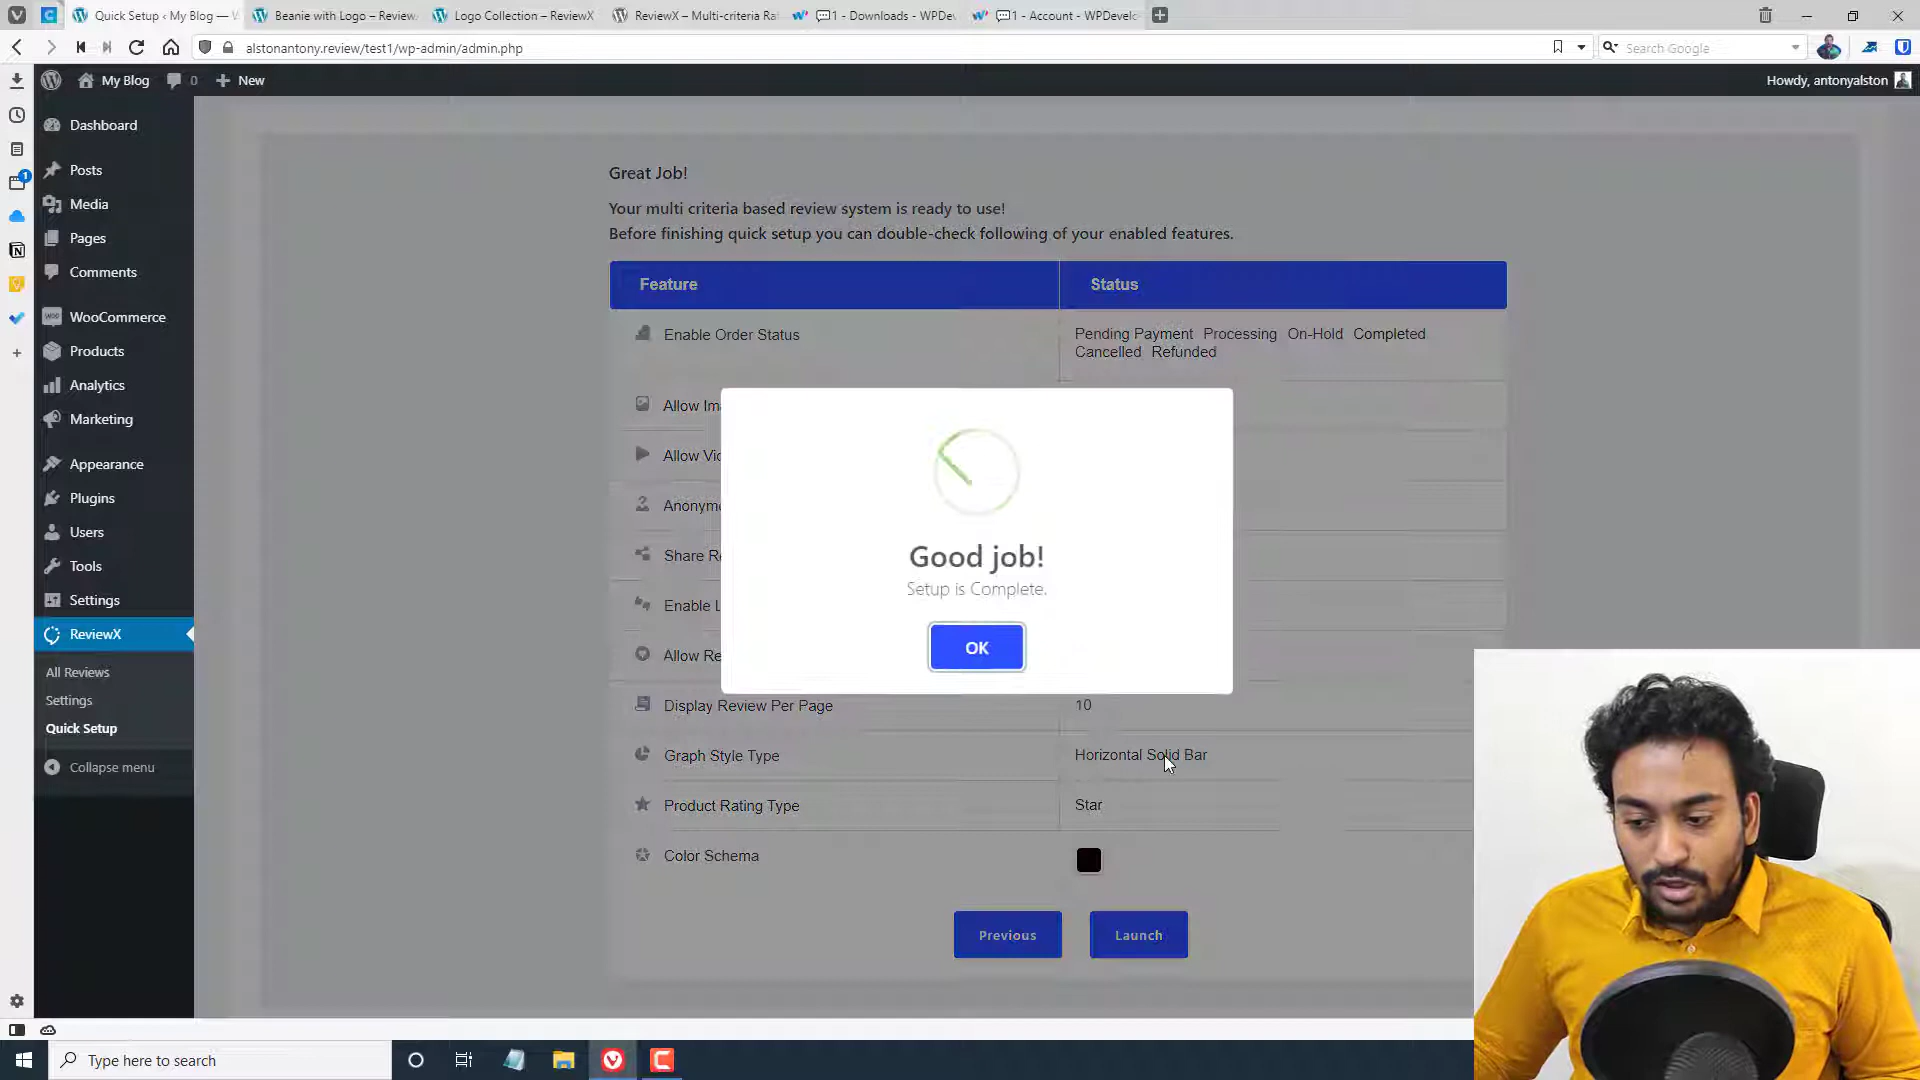 Quick Setup ‹ My Blog — W
Beanie with Logo – Review
Logo Collection – ReviewX
ReviewX – Multi-criteria Rat
1 - Downloads - WPDev
1 - Account - WPDevelo
alstonantony.review/test1/wp-admin/admin.php
Search Google
My Blog
0
New
Howdy, antonyalston
1
Dashboard
Posts
Media
Pages
Comments
WooCommerce
Products
Analytics
Marketing
Appearance
Plugins
Users
Tools
Settings
ReviewX
All Reviews
Settings
Quick Setup
Collapse menu
Great Job!
Your multi criteria based review system is ready to use!
Before finishing quick setup you can double-check following of your enabled features.
Feature
Status
Enable Order Status
Pending Payment Processing On-Hold Completed
Cancelled Refunded
Allow Im
Allow Vid
Anonym
Share Re
Enable L
Allow Re
Good job!
Setup is Complete.
OK
Display Review Per Page
10
Graph Style Type
Horizontal Solid Bar
Product Rating Type
Star
Color Schema
Previous
Launch
Type here to search